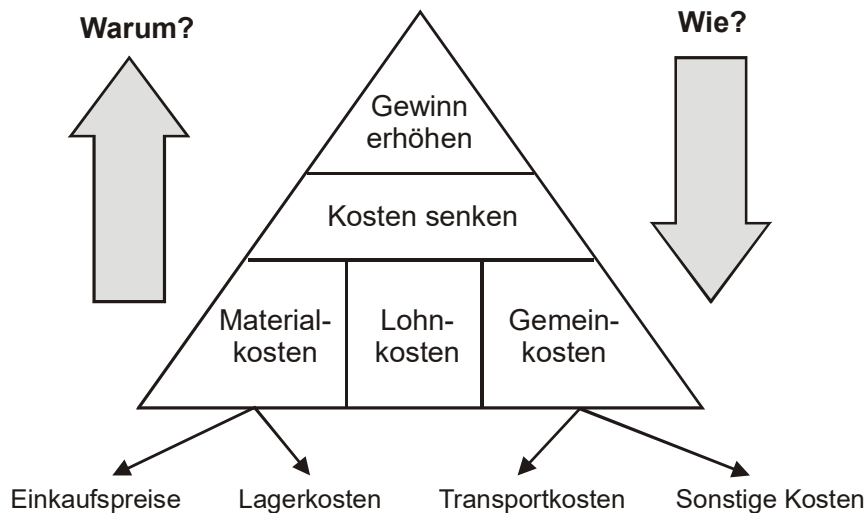 Warum?
Wie?
Gewinn
erhöhen
Kosten senken
Material-
kosten
Lohn-
kosten
Gemein-
kosten
Einkaufspreise
Lagerkosten
Transportkosten
Sonstige Kosten